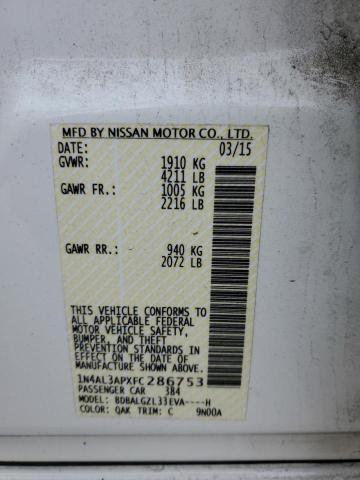 MFD BY NISSAN MOTOR CO., LTD.
DATE: 03/15
GVWR: 1910 KG
4211 LB
GAWR FR.: 1005 KG
2216 LB
GAWR RR.: 940 KG
2072 LB
THIS VEHICLE CONFORMS TO ALL
APPLICABLE FEDERAL
MOTOR VEHICLE SAFETY,
BUMPER, AND THEFT
PREVENTION STANDARDS
IN EFFECT ON THE DATE OF
MANUFACTURE SHOWN ABOVE.
1N4AL3APXFC286753
PASSENGER CAR 3B4
MODEL: BDBALGZL33EVA----H
COLOR: QAK TRIM: C 9N00A